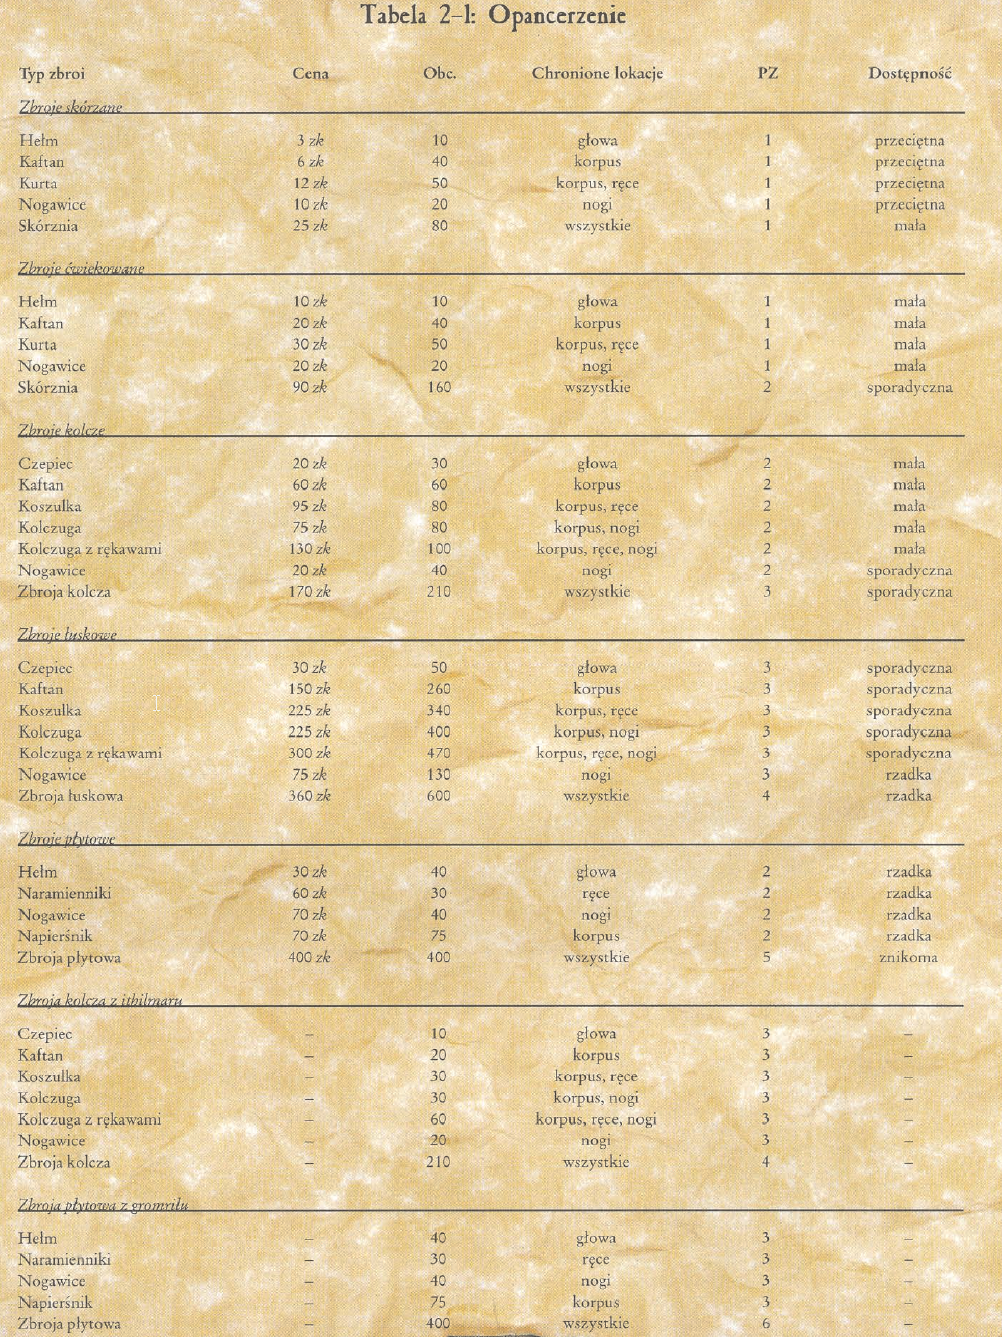 Tabela 2–1: Opancerzenie
Typ zbroi Cena Obc. Chronione lokacje PZ Dostępność
Zbroje skórzane
Hełm 3 zk 10 głowa 1 przeciętna
Kaftan 6 zk 40 korpus 1 przeciętna
Kurta 12 zk 50 korpus, ręce 1 przeciętna
Nogawice 10 zk 20 nogi 1 przeciętna
Skórznia 25 zk 80 wszystkie 1 mała
Zbroje ćwiekowane
Hełm 10 zk 10 głowa 1 mała
Kaftan 20 zk 40 korpus 1 mała
Kurta 30 zk 50 korpus, ręce 1 mała
Nogawice 20 zk 20 nogi 1 mała
Skórznia 90 zk 160 wszystkie 2 sporadyczna
Zbroje kolcze
Czepiec 20 zk 30 głowa 2 mała
Kaftan 60 zk 60 korpus 2 mała
Koszulka 95 zk 80 korpus, ręce 2 mała
Kolczuga 75 zk 80 korpus, nogi 2 mała
Kolczuga z rękawami 130 zk 100 korpus, ręce, nogi 2 mała
Nogawice 20 zk 40 nogi 2 sporadyczna
Zbroja kolcza 170 zk 210 wszystkie 3 sporadyczna
Zbroje łuskowe
Czepiec 30 zk 50 głowa 3 sporadyczna
Kaftan 150 zk 260 korpus 3 sporadyczna
Koszulka 225 zk 340 korpus, ręce 3 sporadyczna
Kolczuga 225 zk 400 korpus, nogi 3 sporadyczna
Kolczuga z rękawami 300 zk 470 korpus, ręce, nogi 3 sporadyczna
Nogawice 75 zk 130 nogi 3 rzadka
Zbroja łuskowa 360 zk 600 wszystkie 4 rzadka
Zbroje płytowe
Hełm 30 zk 40 głowa 2 rzadka
Naramienniki 60 zk 30 ręce 2 rzadka
Nogawice 70 zk 40 nogi 2 rzadka
Napierśnik 70 zk 75 korpus 2 rzadka
Zbroja płytowa 400 zk 400 wszystkie 5 znikoma
Zbroja kolcza z ithilmaru
Czepiec – 10 głowa 3 –
Kaftan – 20 korpus 3 –
Koszulka – 30 korpus, ręce 3 –
Kolczuga – 30 korpus, nogi 3 –
Kolczuga z rękawami – 60 korpus, ręce, nogi 3 –
Nogawice – 20 nogi 3 –
Zbroja kolcza – 210 wszystkie 4 –
Zbroja płytowa z gromrilu
Hełm – 40 głowa 3 –
Naramienniki – 30 ręce 3 –
Nogawice – 40 nogi 3 –
Napierśnik – 75 korpus 3 –
Zbroja płytowa – 400 wszystkie 6 –